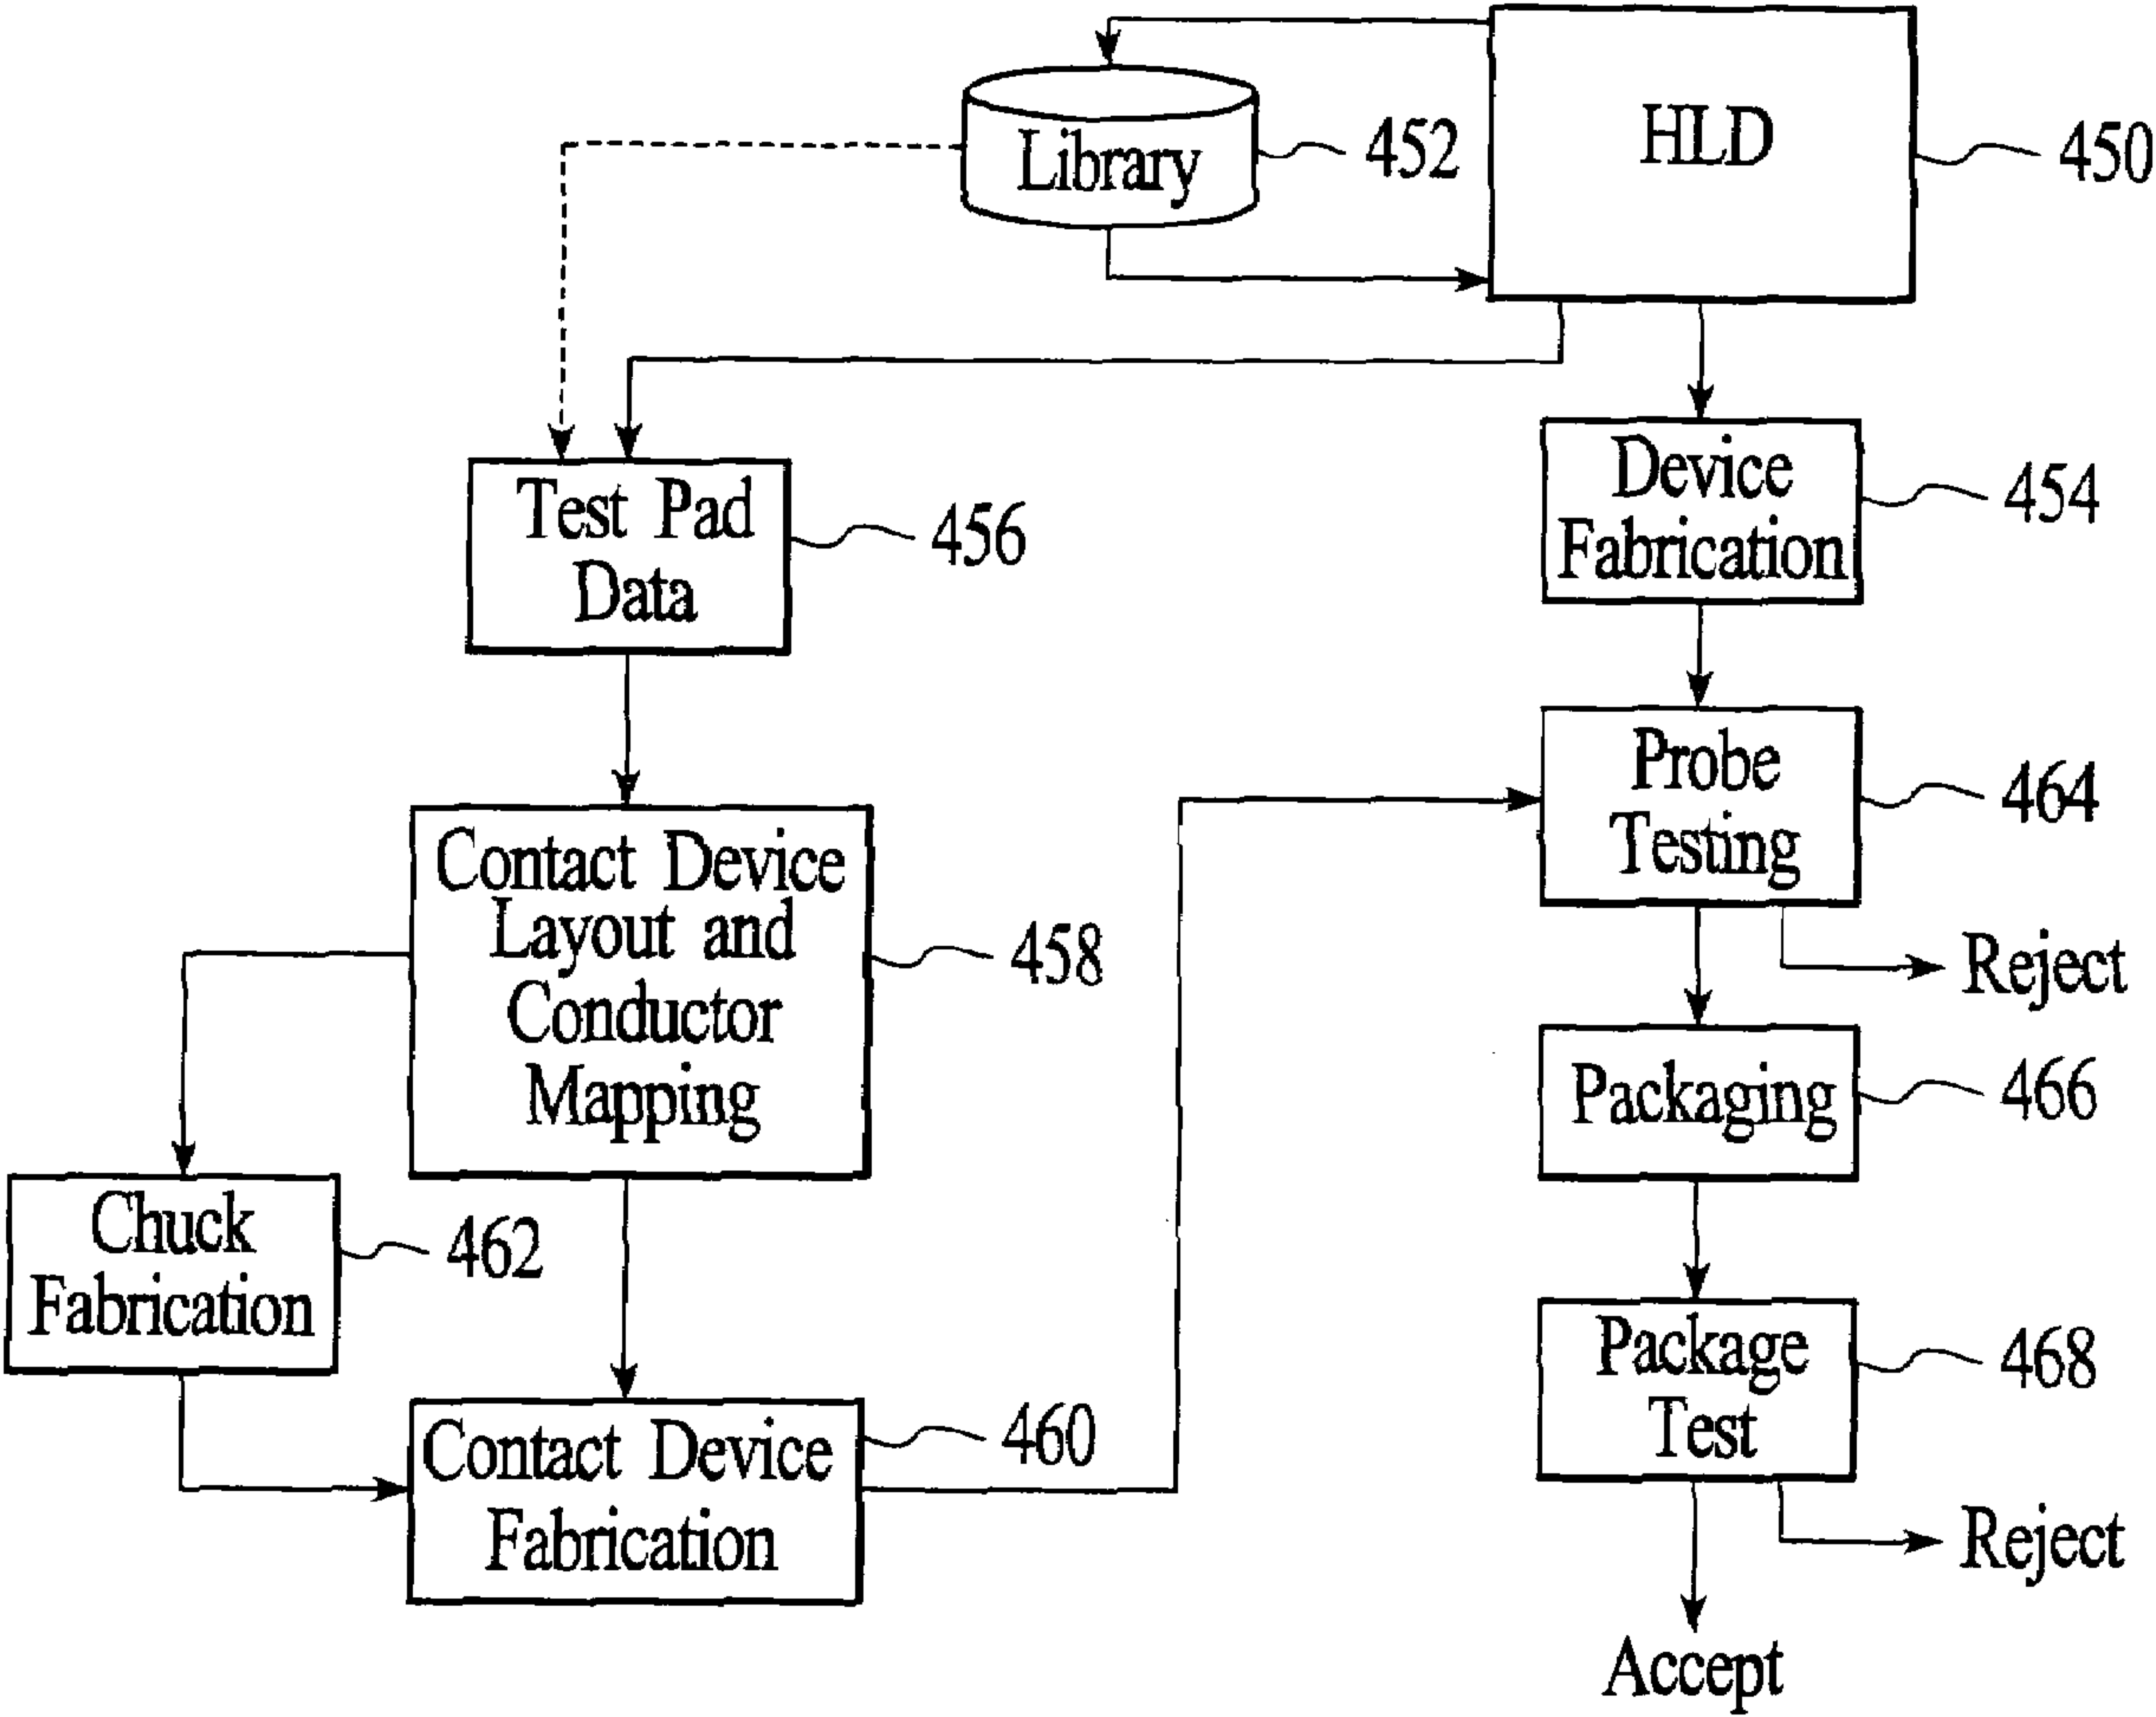 HLD
450
Library
452
Device
Fabrication
454
Test Pad
Data
456
Probe
Testing
464
Contact Device
Layout and
Conductor
Mapping
458
Reject
Packaging
466
Chuck
Fabrication
462
Package
Test
468
Contact Device
Fabrication
460
Reject
Accept